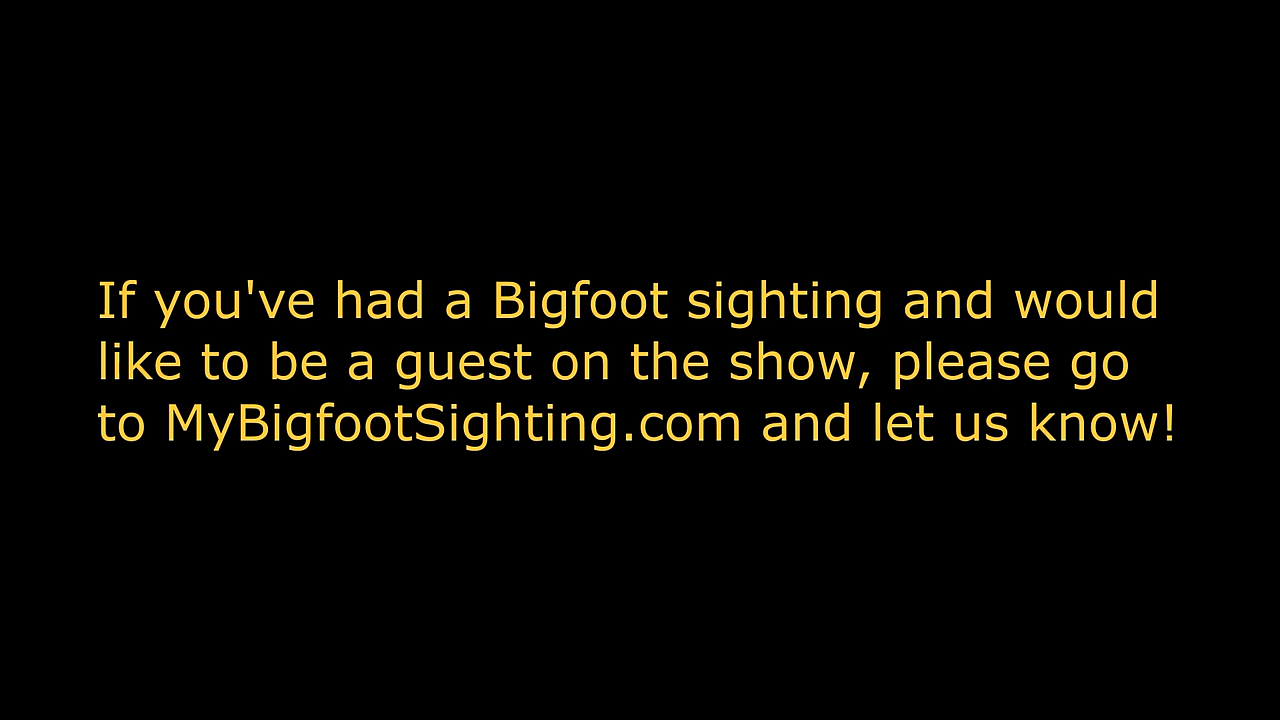 If you've had a Bigfoot sighting and would
like to be a guest on the show, please go
to MyBigfootSighting.com and let us know!